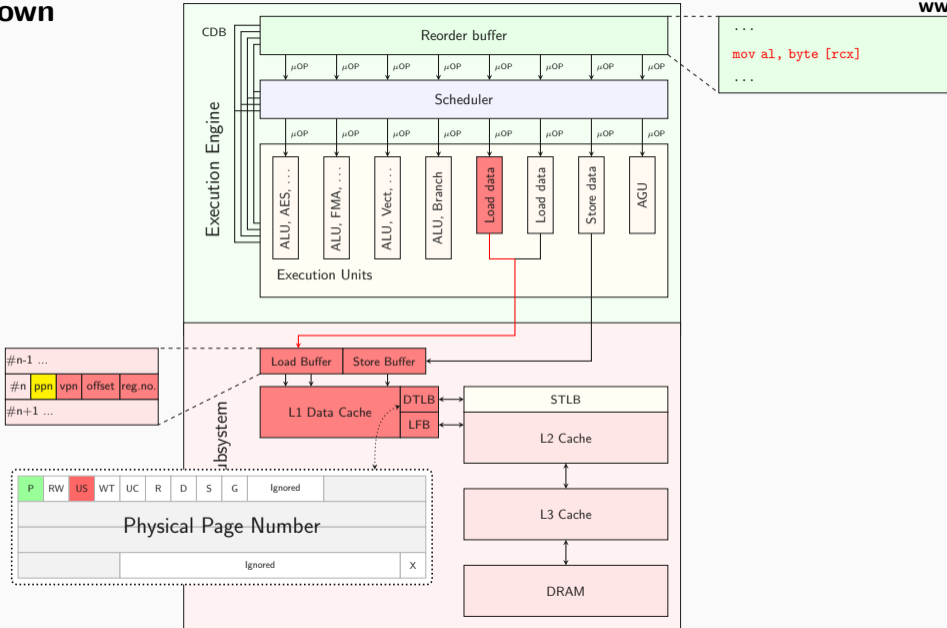 own
ww
CDB
Reorder buffer
...
mov al, byte [rcx]
...
μOP μOP μOP μOP μOP μOP μOP μOP
Scheduler
μOP μOP μOP μOP μOP μOP μOP μOP
Execution Engine
ALU, AES, ...
ALU, FMA, ...
ALU, Vect, ...
ALU, Branch
Load data
Load data
Store data
AGU
Execution Units
#n-1 ...
#n ppn vpn offset reg.no.
#n+1 ...
Load Buffer Store Buffer
L1 Data Cache
DTLB
LFB
STLB
L2 Cache
L3 Cache
DRAM
ubsystem
P RW US WT UC R D S G Ignored
Physical Page Number
Ignored X